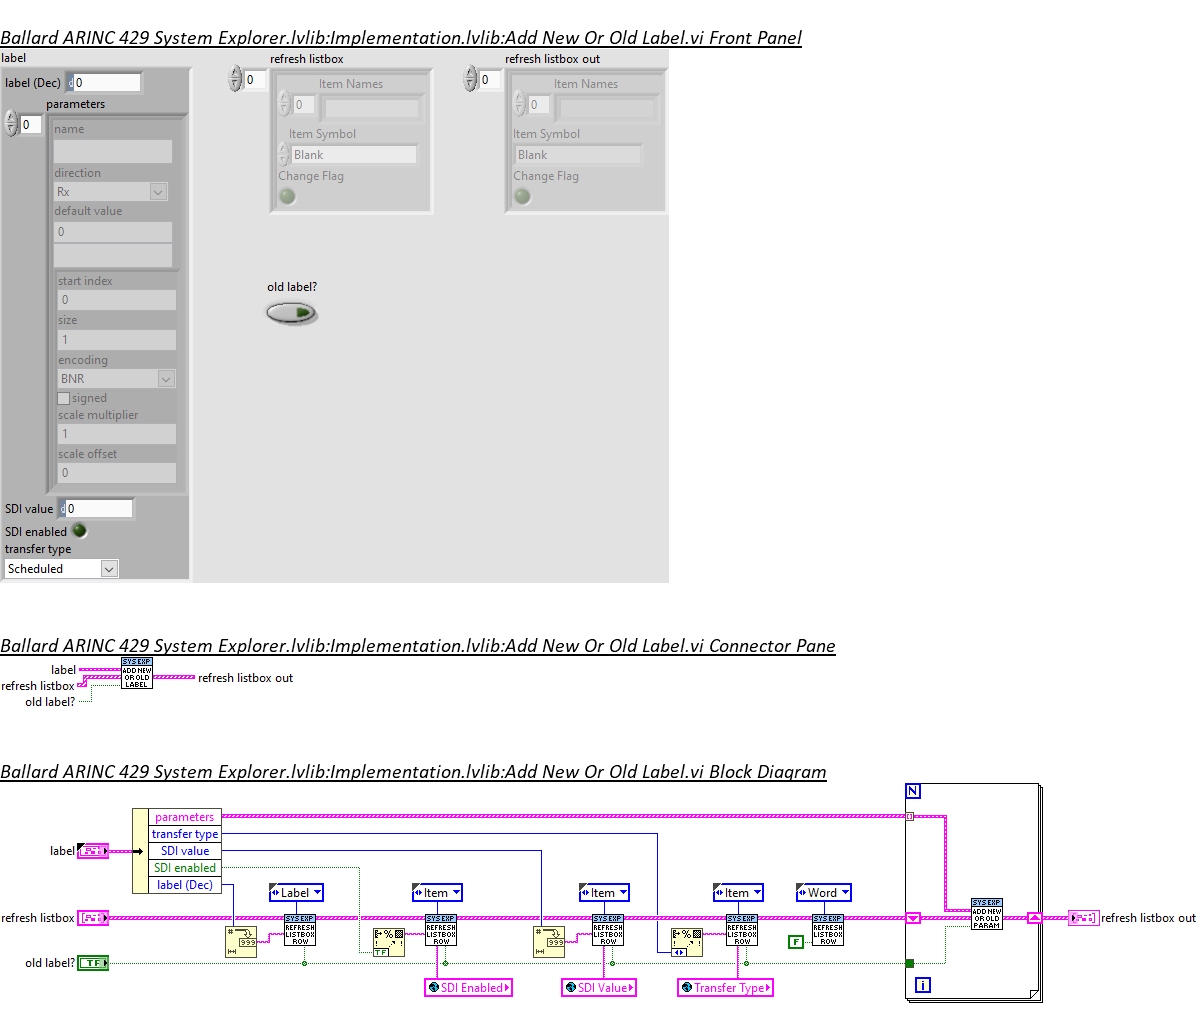 Ballard ARINC 429 System Explorer.lvlib:Implementation.lvlib:Add New Or Old Label.vi Front Panel
label
refresh listbox
refresh listbox out
label (Dec)
d
0
0
0
Item Names
Item Names
parameters
0
0
0
name
Item Symbol
Item Symbol
Blank
Blank
direction
Change Flag
Change Flag
Rx
default value
0
start index
0
old label?
size
1
encoding
BNR
signed
scale multiplier
1
scale offset
0
SDI value
d
0
SDI enabled
transfer type
Scheduled
Ballard ARINC 429 System Explorer.lvlib:Implementation.lvlib:Add New Or Old Label.vi Connector Pane
label
refresh listbox
old label?
SYS EXP
ADD NEW
OR OLD
LABEL
refresh listbox out
Ballard ARINC 429 System Explorer.lvlib:Implementation.lvlib:Add New Or Old Label.vi Block Diagram
N
parameters
transfer type
label
SDI value
SDI enabled
label (Dec)
Label
Item
Item
Item
Word
refresh listbox
SYS EXP
REFRESH
LISTBOX
ROW
SYS EXP
REFRESH
LISTBOX
ROW
SYS EXP
REFRESH
LISTBOX
ROW
SYS EXP
REFRESH
LISTBOX
ROW
SYS EXP
REFRESH
LISTBOX
ROW
SYS EXP
ADD NEW
OR OLD
PARAM
refresh listbox out
#
999
%
TF
#
999
%
F
old label?
TF
SDI Enabled
SDI Value
Transfer Type
i